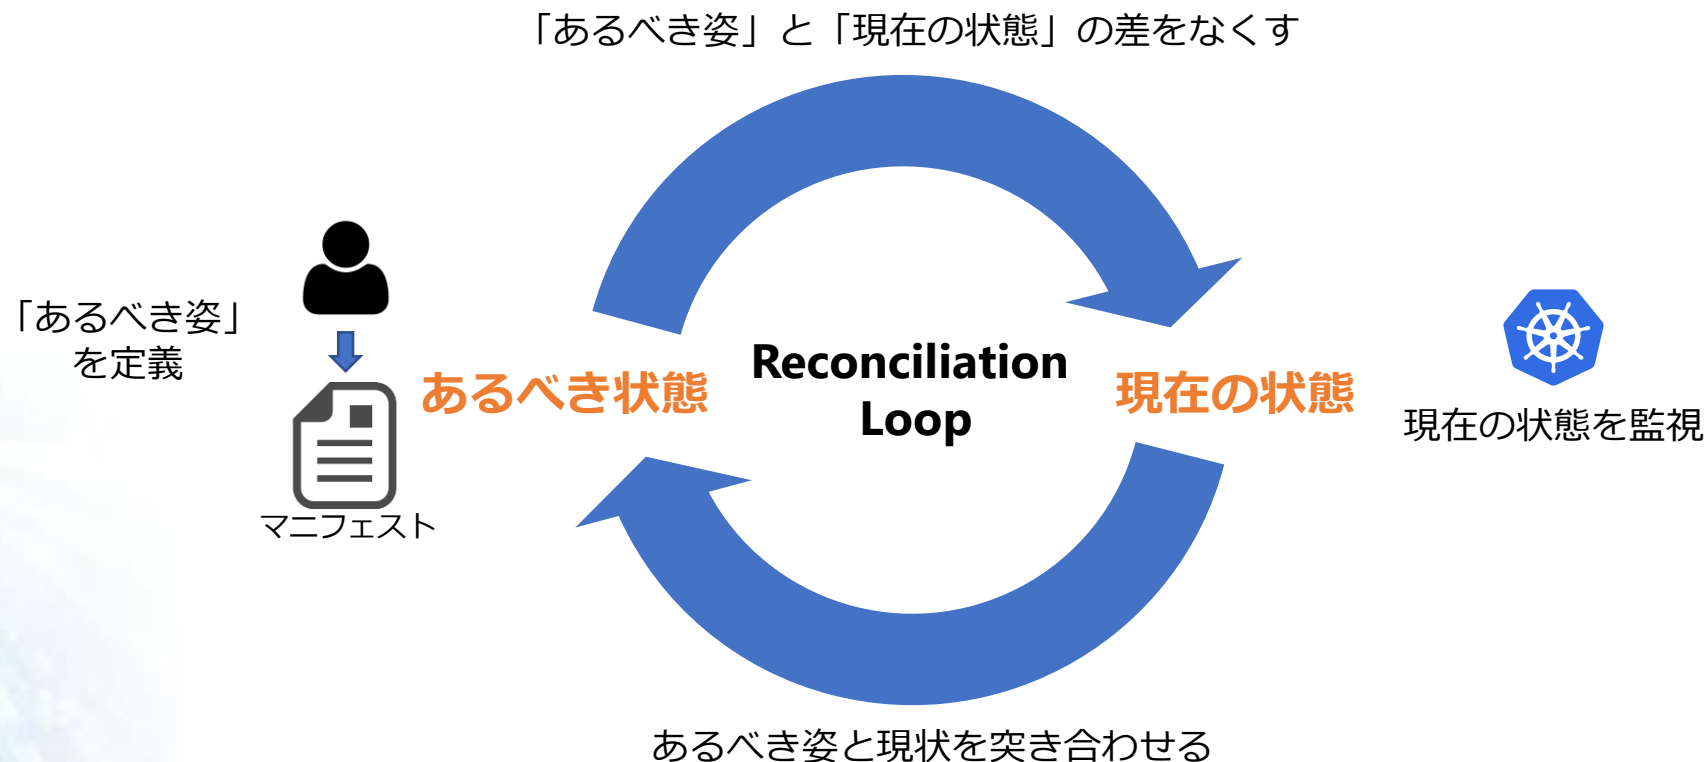 「あるべき姿」と「現在の状態」の差をなくす
「あるべき姿」
を定義
マニフェスト
あるべき状態
Reconciliation
Loop
現在の状態
現在の状態を監視
あるべき姿と現状を突き合わせる